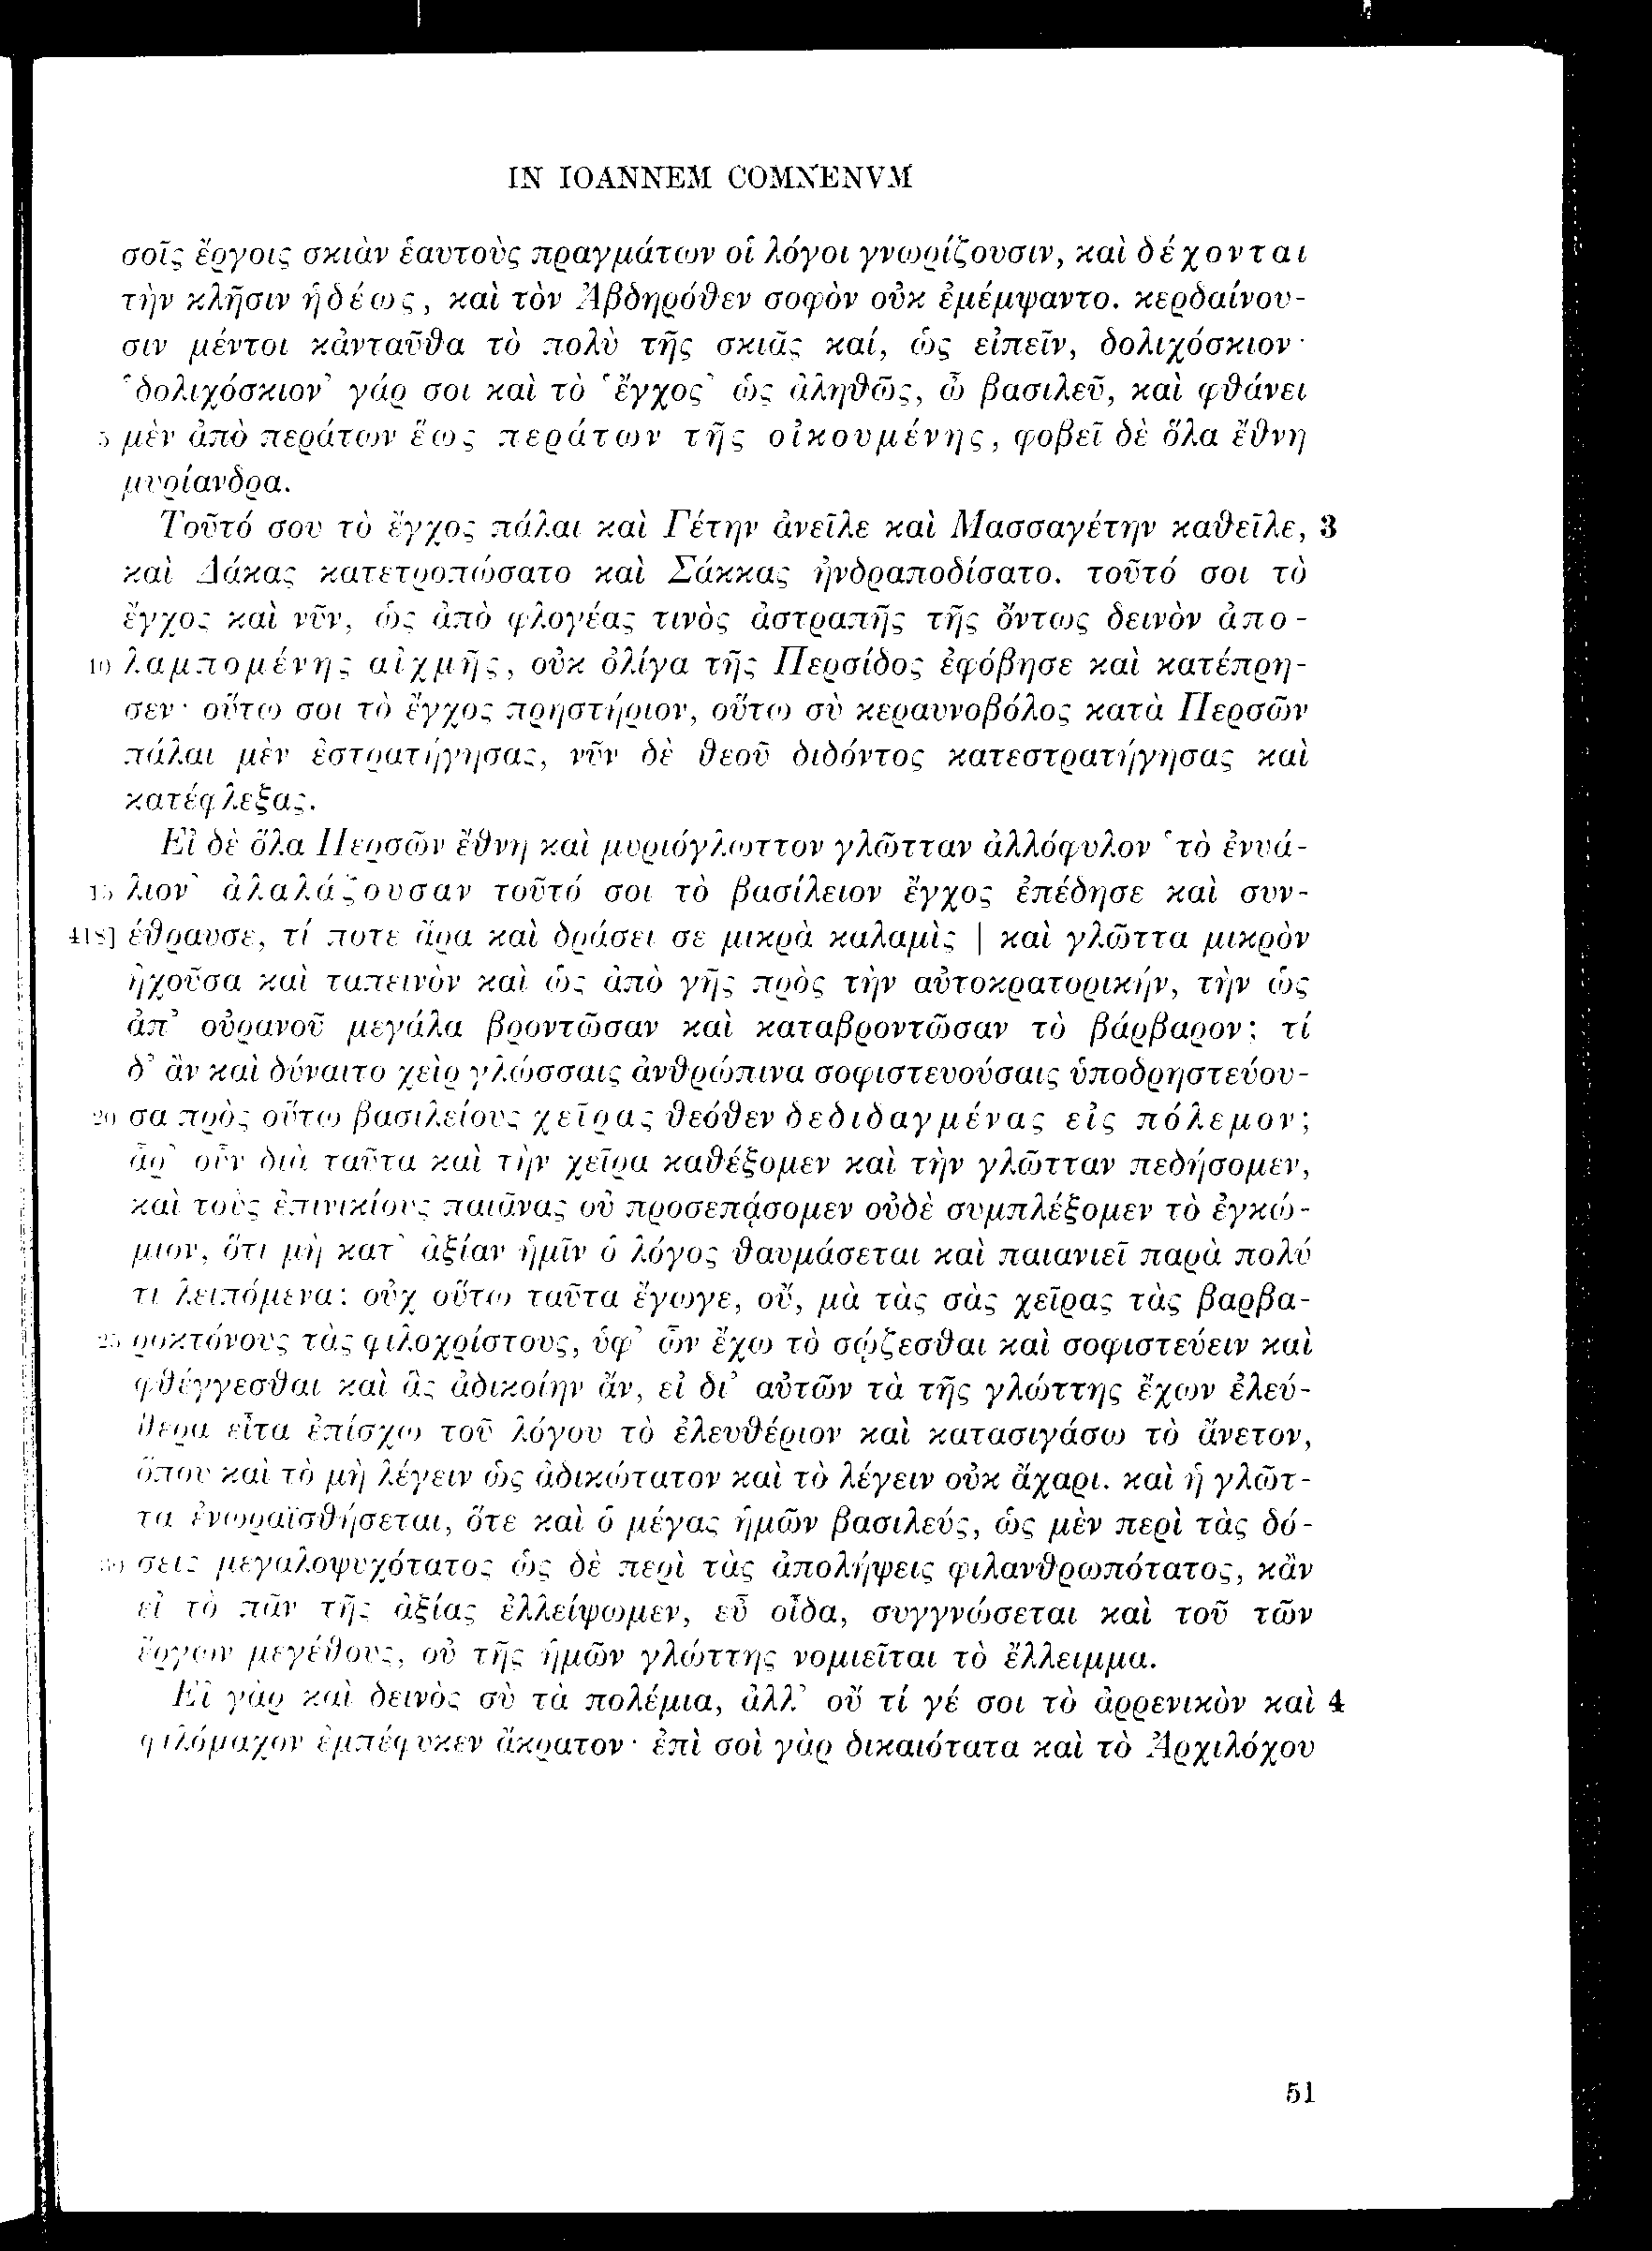 IN IOANNEM COMNENVM
σοῖς ἔργοις σκιὰν ἑαυτοὺς πραγμάτων οἱ λόγοι γνωρίζουσιν, καὶ δέχονται
τὴν κλῆσιν ἡδέως, καὶ τὸν Ἀβδηρόθεν σοφὸν οὐκ ἐμέμψαντο. κερδαίνου-
σιν μέντοι κἀνταῦθα τὸ πολὺ τῆς σκιᾶς καί, ὡς εἰπεῖν, δολιχόσκιον·
‘δολιχόσκιον’ γάρ σοι καὶ τὸ ‘ἔγχος’ ὡς ἀληθῶς, ὦ βασιλεῦ, καὶ φθάνει
5 μὲν ἀπὸ περάτων ἕως περάτων τῆς οἰκουμένης, φοβεῖ δὲ ὅλα ἔθνη
μυρίανδρα.
Τοῦτό σου τὸ ἔγχος πάλαι καὶ Γέτην ἀνεῖλε καὶ Μασσαγέτην καθεῖλε, 3
καὶ Δάκας κατετροπώσατο καὶ Σάκκας ἠνδραποδίσατο. τοῦτό σοι τὸ
ἔγχος καὶ νῦν, ὡς ἀπὸ φλογέας τινὸς ἀστραπῆς τῆς ὄντως δεινὸν ἀπο-
10 λαμπομένης αἰχμῆς, οὐκ ὀλίγα τῆς Περσίδος ἐφόβησε καὶ κατέπρη-
σεν· οὕτω σοι τὸ ἔγχος πρηστήριον, οὕτω σὺ κεραυνοβόλος κατὰ Περσῶν
πάλαι μὲν ἐστρατήγησας, νῦν δὲ θεοῦ διδόντος κατεστρατήγησας καὶ
κατέφλεξας.
Εἰ δὲ ὅλα Περσῶν ἔθνη καὶ μυριόγλωττον γλῶτταν ἀλλόφυλον ‘τὸ ἐνυά-
15 λιον’ ἀλαλάζουσαν τοῦτό σοι τὸ βασίλειον ἔγχος ἐπέδησε καὶ συν-
418] έθραυσε, τί ποτε ἄρα καὶ δράσει σε μικρὰ καλαμὶς | καὶ γλῶττα μικρὸν
ἠχοῦσα καὶ ταπεινὸν καὶ ὡς ἀπὸ γῆς πρὸς τὴν αὐτοκρατορικήν, τὴν ὡς
ἀπ’ οὐρανοῦ μεγάλα βροντῶσαν καὶ καταβροντῶσαν τὸ βάρβαρον; τί
δ’ ἂν καὶ δύναιτο χεὶρ γλώσσαις ἀνθρώπινα σοφιστευούσαις ὑποδρηστεύου-
20 σα πρὸς οὕτω βασιλείους χεῖρας θεόθεν δεδιδαγμένας εἰς πόλεμον;
ἆρ’ οὖν διὰ ταῦτα καὶ τὴν χεῖρα καθέξομεν καὶ τὴν γλῶτταν πεδήσομεν,
καὶ τοὺς ἐπινικίους παιᾶνας οὐ προσεπᾴσομεν οὐδὲ συμπλέξομεν τὸ ἐγκώ-
μιον, ὅτι μὴ κατ’ ἀξίαν ἡμῖν ὁ λόγος θαυμάσεται καὶ παιανιεῖ παρὰ πολύ
τι λειπόμενα; οὐχ οὕτω ταῦτα ἔγωγε, οὔ, μὰ τὰς σὰς χεῖρας τὰς βαρβα-
25 ροκτόνους τὰς φιλοχρίστους, ὑφ’ ὧν ἔχω τὸ σῴζεσθαι καὶ σοφιστεύειν καὶ
φθέγγεσθαι καὶ ἃς ἀδικοίην ἄν, εἰ δι’ αὐτῶν τὰ τῆς γλώττης ἔχων ἐλεύ-
θερα εἶτα ἐπίσχω τοῦ λόγου τὸ ἐλευθέριον καὶ κατασιγάσω τὸ ἄνετον,
ὅπου καὶ τὸ μὴ λέγειν ὡς ἀδικώτατον καὶ τὸ λέγειν οὐκ ἄχαρι. καὶ ἡ γλῶτ-
τα ἐνωραϊσθήσεται, ὅτε καὶ ὁ μέγας ἡμῶν βασιλεύς, ὡς μὲν περὶ τὰς δό-
30 σεις μεγαλοψυχότατος ὡς δὲ περὶ τὰς ἀπολήψεις φιλανθρωπότατος, κἂν
εἰ τὸ πᾶν τῆς ἀξίας ἐλλείψωμεν, εὖ οἶδα, συγγνώσεται καὶ τοῦ τῶν
ἔργων μεγέθους, οὐ τῆς ἡμῶν γλώττης νομιεῖται τὸ ἔλλειμμα.
Εἰ γὰρ καὶ δεινὸς σὺ τὰ πολέμια, ἀλλ’ οὔ τί γέ σοι τὸ ἀρρενικὸν καὶ 4
φιλόμαχον ἐμπέφυκεν ἄκρατον· ἐπὶ σοὶ γὰρ δικαιότατα καὶ τὸ Ἀρχιλόχου
51